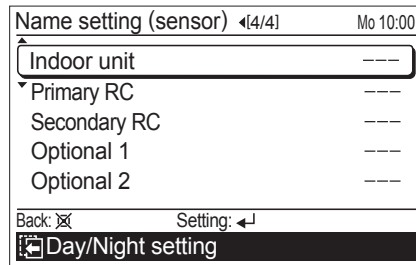 Name setting (sensor) ◂[4/4] Mo 10:00
Indoor unit ---
Primary RC ---
Secondary RC ---
Optional 1 ---
Optional 2 ---
Back: Setting:
Day/Night setting